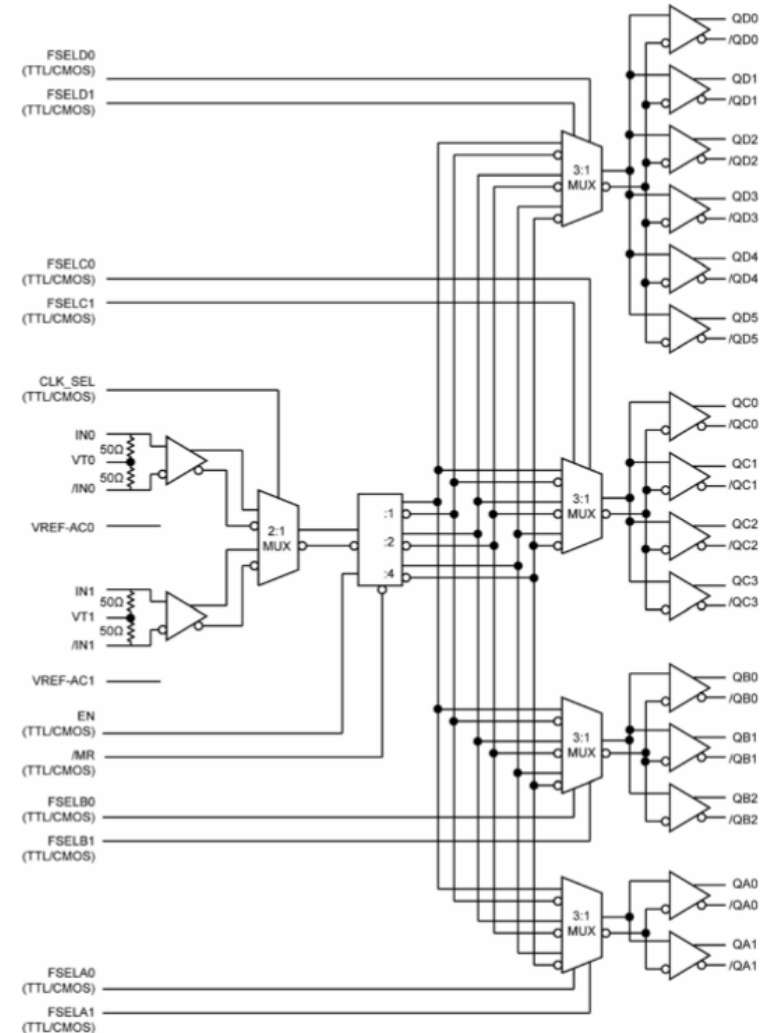 QD0
/QD0
FSELD0
(TTL/CMOS)
FSELD1
(TTL/CMOS)
QD1
/QD1
QD2
/QD2
3:1
MUX
QD3
/QD3
QD4
/QD4
QD5
/QD5
FSELC0
(TTL/CMOS)
FSELC1
(TTL/CMOS)
CLK_SEL
(TTL/CMOS)
QC0
/QC0
IN0
50Ω
VT0
50Ω
/IN0
QC1
/QC1
3:1
MUX
QC2
/QC2
VREF-AC0
2:1
MUX
:1
:2
:4
QC3
/QC3
IN1
50Ω
VT1
50Ω
/IN1
VREF-AC1
QB0
/QB0
EN
(TTL/CMOS)
/MR
(TTL/CMOS)
3:1
MUX
QB1
/QB1
FSELB0
(TTL/CMOS)
FSELB1
(TTL/CMOS)
QB2
/QB2
QA0
/QA0
3:1
MUX
QA1
/QA1
FSELA0
(TTL/CMOS)
FSELA1
(TTL/CMOS)